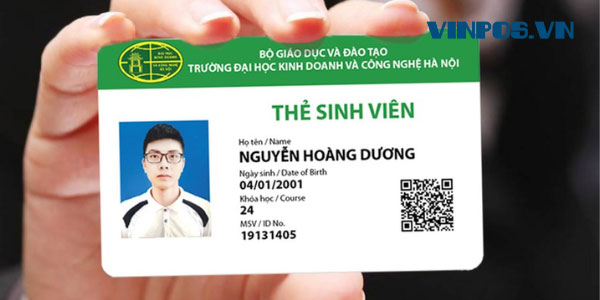 VINPOS.VN
BỘ GIÁO DỤC VÀ ĐÀO TẠO
TRƯỜNG ĐẠI HỌC KINH DOANH VÀ CÔNG NGHỆ HÀ NỘI
THẺ SINH VIÊN
Họ tên / Name
NGUYỄN HOÀNG DƯƠNG
Ngày sinh / Date of Birth
04/01/2001
Khóa học / Course
24
MSV / ID No.
19131405